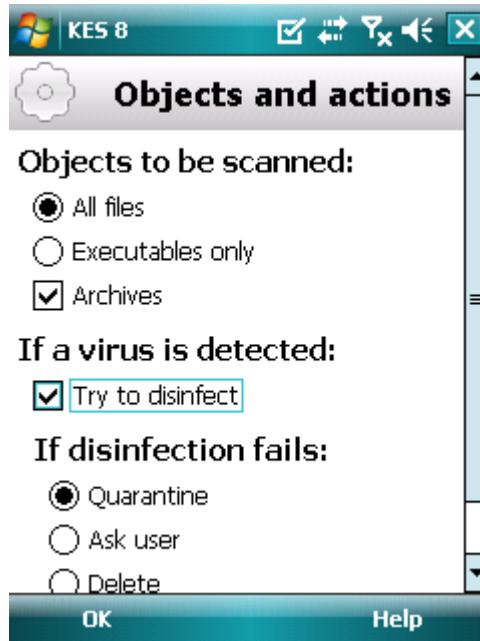 KES 8
Objects and actions
Objects to be scanned:
All files
Executables only
Archives
If a virus is detected:
Try to disinfect
If disinfection fails:
Quarantine
Ask user
Delete
OK Help